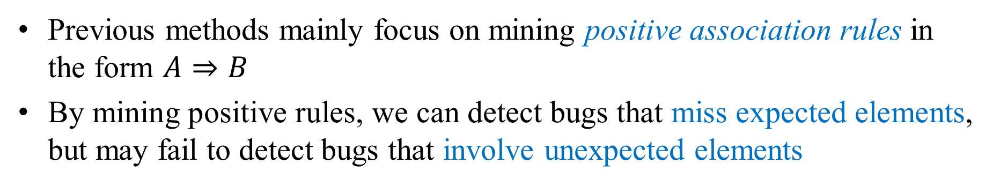 • Previous methods mainly focus on mining positive association rules in
the form A ⇒ B
• By mining positive rules, we can detect bugs that miss expected elements,
but may fail to detect bugs that involve unexpected elements